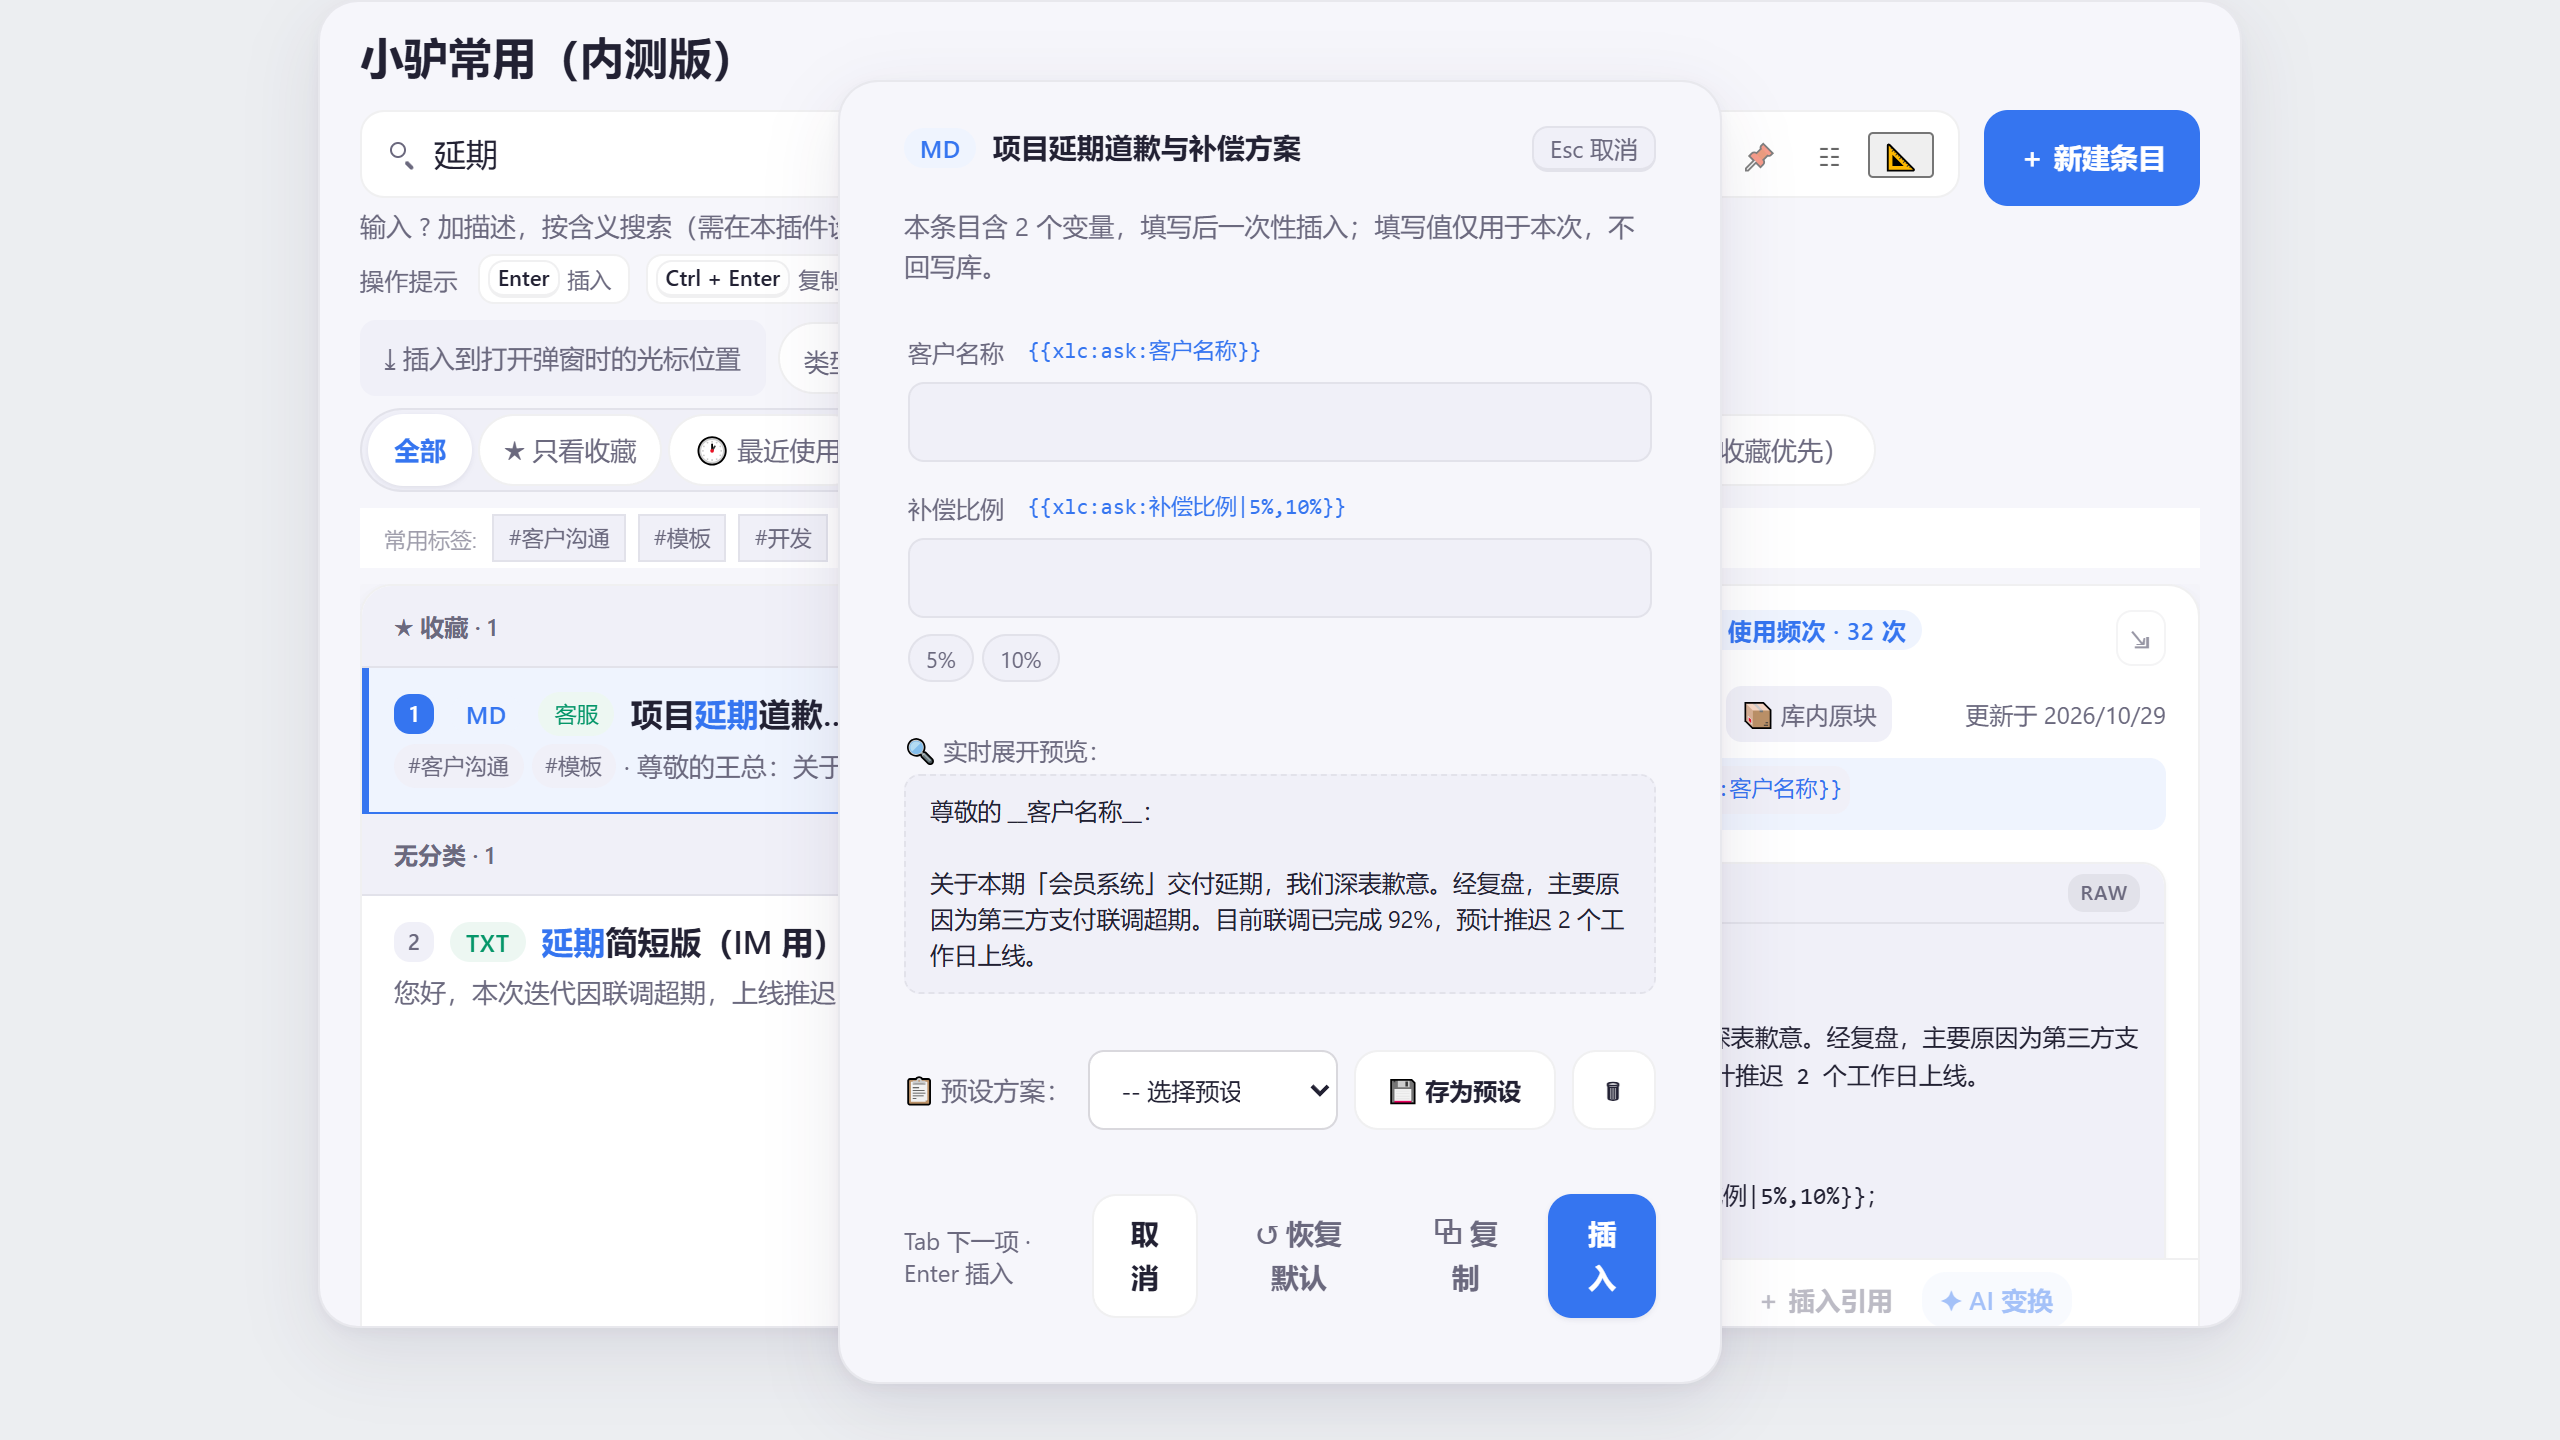 小驴常用（内测版）
延期
+ 新建条目
输入 ? 加描述，按含义搜索（需在本插件
操作提示 Enter 插入 Ctrl + Enter 复制
↓插入到打开弹窗时的光标位置
全部 ★ 只看收藏 最近使用
收藏优先）
常用标签: #客户沟通 #模板 #开发
★ 收藏 · 1
1 MD 客服 项目延期道歉...
#客户沟通 #模板 · 尊敬的王总：关于
无分类 · 1
2 TXT 延期简短版（IM 用）
您好，本次迭代因联调超期，上线推迟
MD 项目延期道歉与补偿方案 Esc 取消
本条目含 2 个变量，填写后一次性插入；填写值仅用于本次，不
回写库。
客户名称 {{xlc:ask:客户名称}}
补偿比例 {{xlc:ask:补偿比例|5%,10%}}
5% 10%
🔍 实时展开预览：
尊敬的 __客户名称__：
关于本期「会员系统」交付延期，我们深表歉意。经复盘，主要原
因为第三方支付联调超期。目前联调已完成 92%，预计推迟 2 个工
作日上线。
📋 预设方案： -- 选择预设 💾 存为预设
Tab 下一项 ·
Enter 插入
取
消
↺ 恢复
默认
复
制
插
入
使用频次 · 32 次
📦 库内原块 更新于 2026/10/29
:客户名称}}
RAW
表歉意。经复盘，主要原因为第三方支
推迟 2 个工作日上线。
例|5%,10%}};
+ 插入引用 ✦ AI 变换